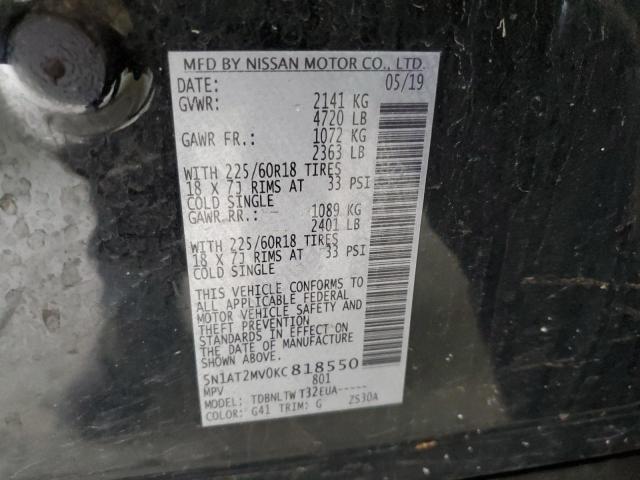 MFD BY NISSAN MOTOR CO., LTD.
DATE: 05/19
GVWR: 2141 KG
4720 LB
GAWR FR.: 1072 KG
2363 LB
WITH 225/60R18 TIRES
18 X 7J RIMS AT 33 PSI
COLD SINGLE
GAWR RR.: 1089 KG
2401 LB
WITH 225/60R18 TIRES
18 X 7J RIMS AT 33 PSI
COLD SINGLE
THIS VEHICLE CONFORMS TO
ALL APPLICABLE FEDERAL
MOTOR VEHICLE SAFETY AND
THEFT PREVENTION
STANDARDS IN EFFECT ON
THE DATE OF MANUFACTURE
SHOWN ABOVE.
5N1AT2MV0KC818550
MPV 801
MODEL: TDBNLTW T32EUA-----
COLOR: G41 TRIM: G ZS30A